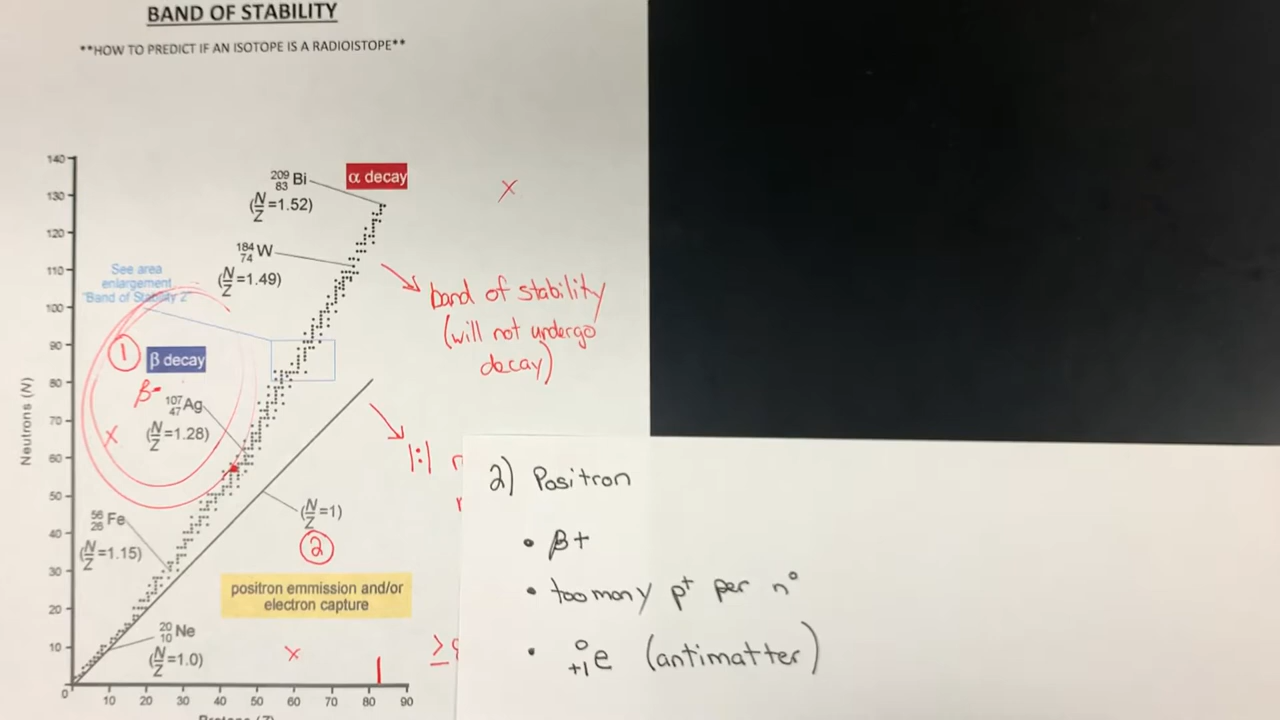 BAND OF STABILITY
**HOW TO PREDICT IF AN ISOTOPE IS A RADIOISTOPE**
140
130
120
110
100
90
80
70
60
50
40
30
20
10
0
Neutrons (N)
209
83 Bi
(N/Z =1.52)
α decay
X
184
74 W
(N/Z =1.49)
See area
enlargement
"Band of Stability 2"
band of stability
(will not undergo
decay)
1
β decay
β-
107
47 Ag
X
(N/Z =1.28)
1:1
56
26 Fe
(N/Z =1.15)
(N/Z =1)
2
positron emmission and/or
electron capture
20
10 Ne
(N/Z =1.0)
X
≥
10 20 30 40 50 60 70 80 90
2) Positron
• β+
• too many p⁺ per n°
• 0
+1 e (antimatter)